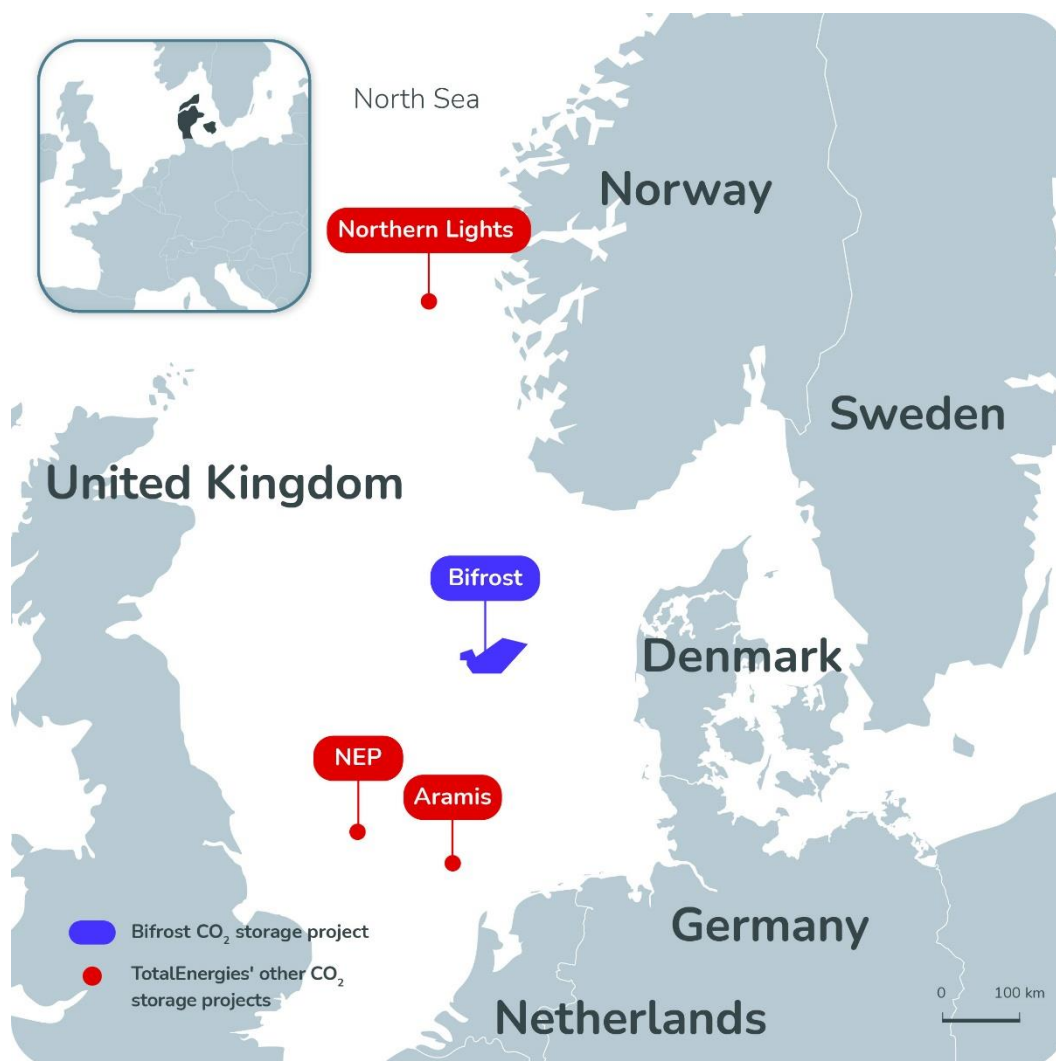 North Sea
Norway
Northern Lights
Sweden
United Kingdom
Bifrost
Denmark
NEP
Aramis
Germany
Bifrost CO₂ storage project
TotalEnergies' other CO₂
storage projects
0 100 km
Netherlands